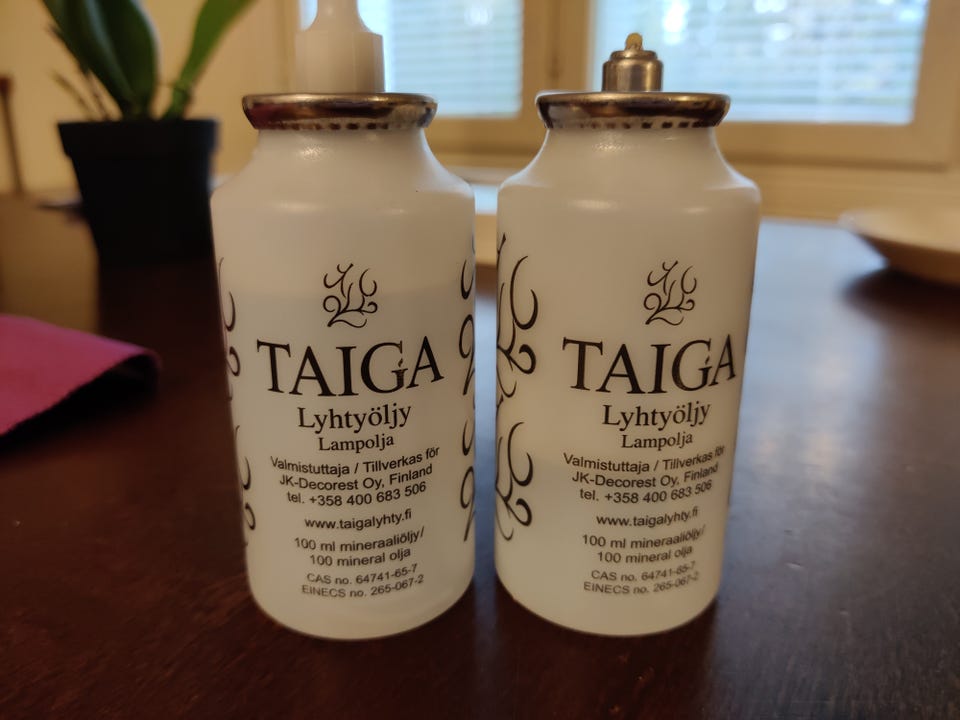 TAIGA
Lyhtyöljy
Lampolja
Valmistuttaja / Tillverkas för
JK-Decorest Oy, Finland
tel. +358 400 683 506
www.taigalyhty.fi
100 ml mineraaliöljy/
100 mineral olja
CAS no. 64741-65-7
EINECS no. 265-067-2
TAIGA
Lyhtyöljy
Lampolja
Valmistuttaja / Tillverkas för
JK-Decorest Oy, Finland
tel. +358 400 683 506
www.taigalyhty.fi
100 ml mineraaliöljy/
100 mineral olja
CAS no. 64741-65-7
EINECS no. 265-067-2